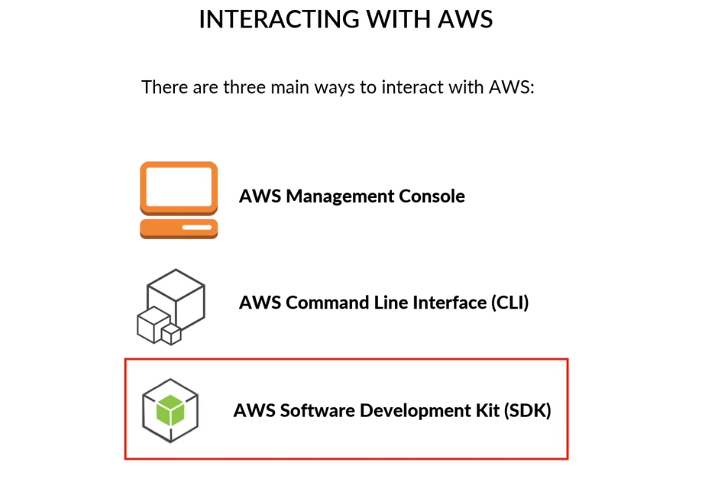 INTERACTING WITH AWS
There are three main ways to interact with AWS:
AWS Management Console
AWS Command Line Interface (CLI)
AWS Software Development Kit (SDK)